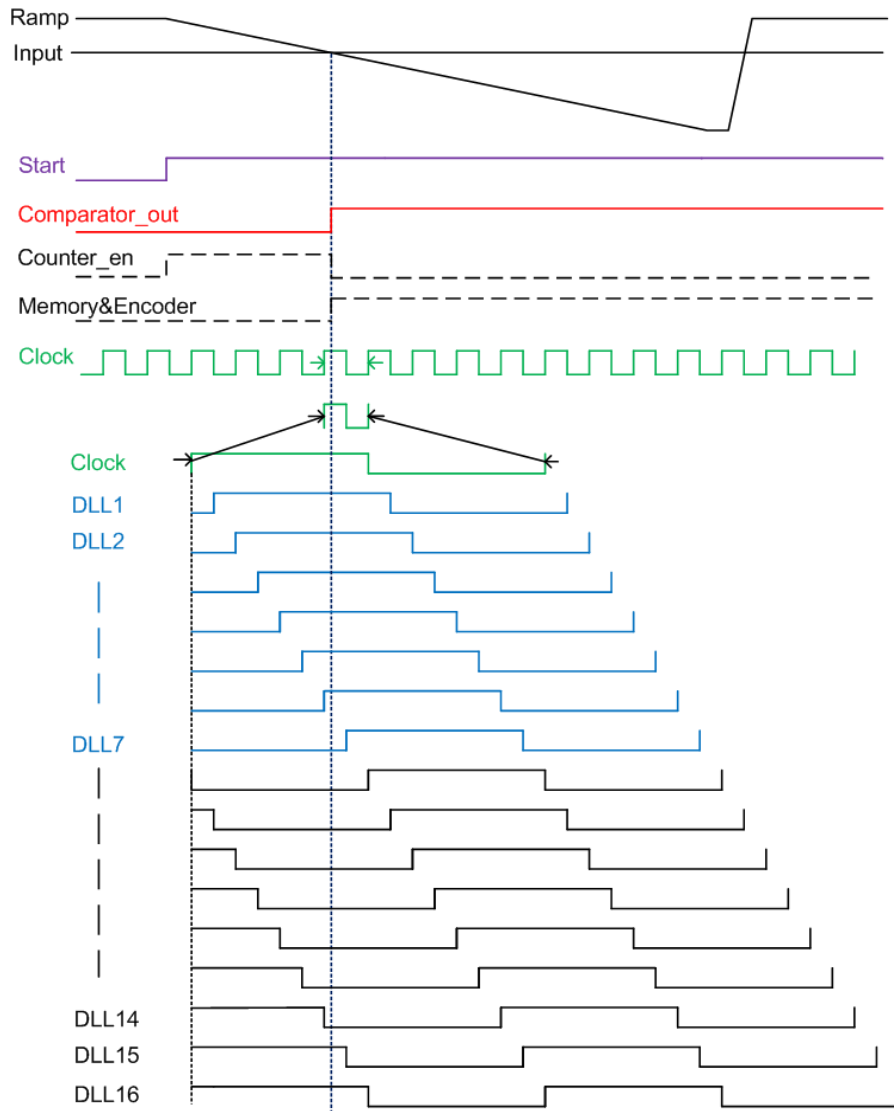 Ramp
Input
Start
Comparator_out
Counter_en
Memory&Encoder
Clock
Clock
DLL1
DLL2
DLL7
DLL14
DLL15
DLL16